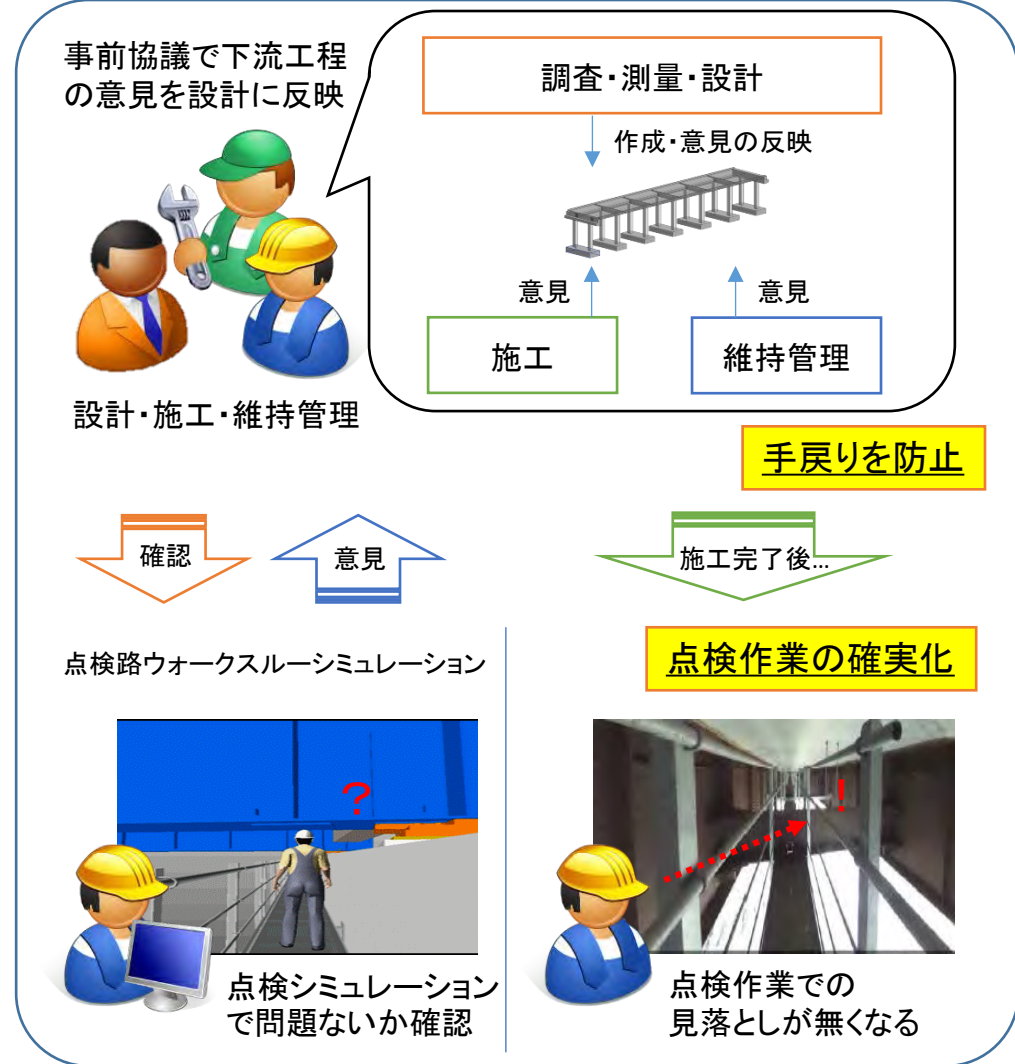 事前協議で下流工程
の意見を設計に反映
調査・測量・設計
作成・意見の反映
意見
意見
施工
維持管理
設計・施工・維持管理
手戻りを防止
確認
意見
施工完了後...
点検路ウォークスルーシミュレーション
点検作業の確実化
?
!
点検シミュレーション
で問題ないか確認
点検作業での
見落としが無くなる